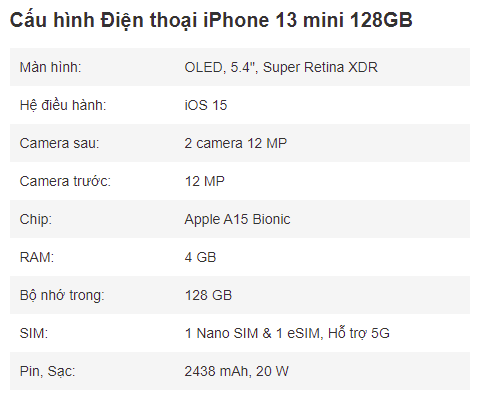 Cấu hình Điện thoại iPhone 13 mini 128GB
Màn hình: OLED, 5.4", Super Retina XDR
Hệ điều hành: iOS 15
Camera sau: 2 camera 12 MP
Camera trước: 12 MP
Chip: Apple A15 Bionic
RAM: 4 GB
Bộ nhớ trong: 128 GB
SIM: 1 Nano SIM & 1 eSIM, Hỗ trợ 5G
Pin, Sạc: 2438 mAh, 20 W